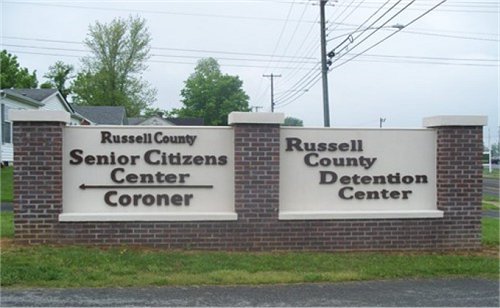 Russell County
Senior Citizens
Center
Coroner
Russell
County
Detention
Center